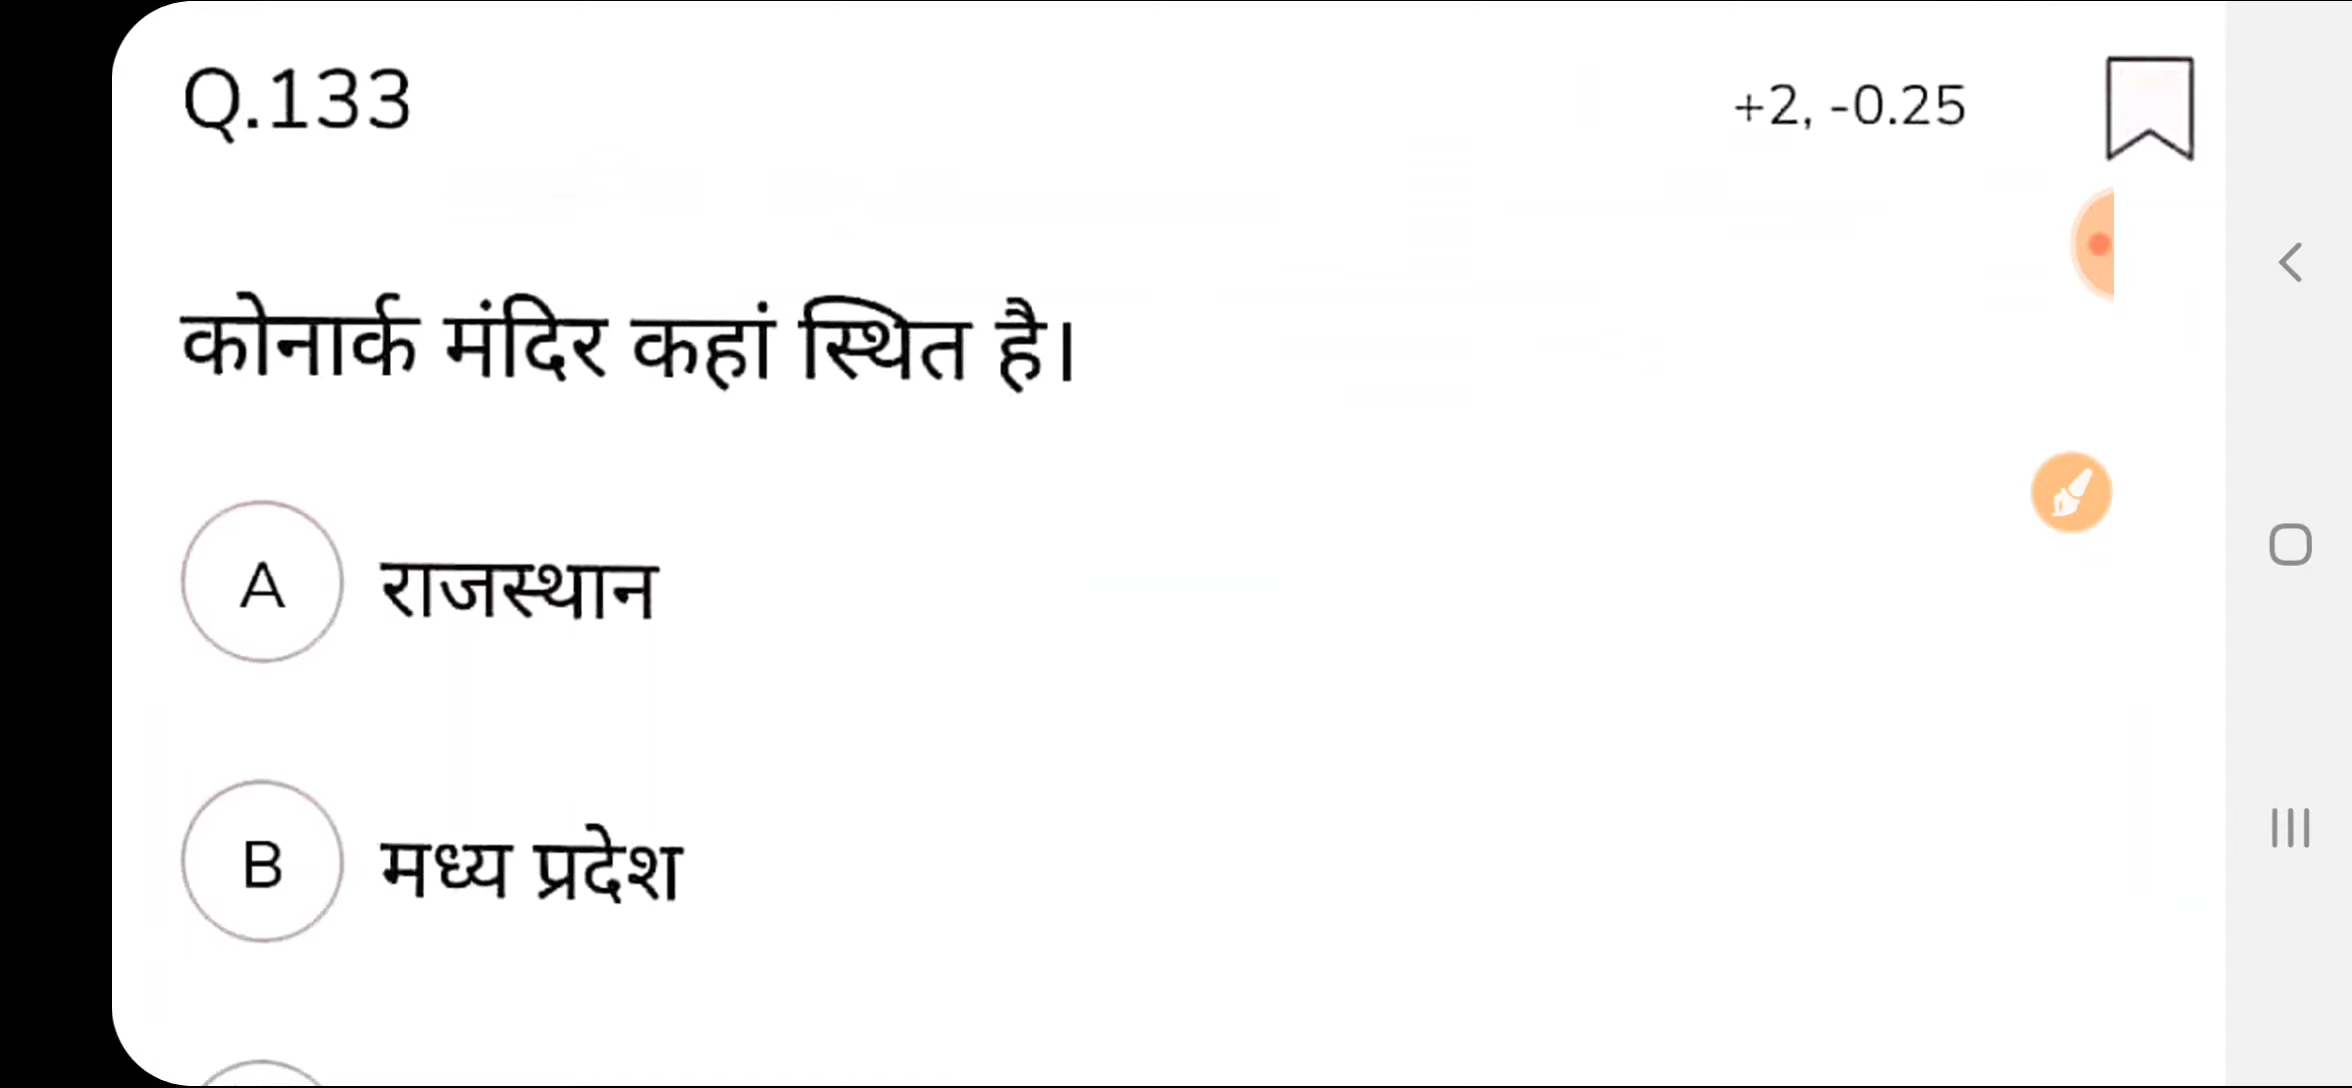 Q.133
+2, -0.25
कोनार्क मंदिर कहां स्थित है।
A राजस्थान
B मध्य प्रदेश